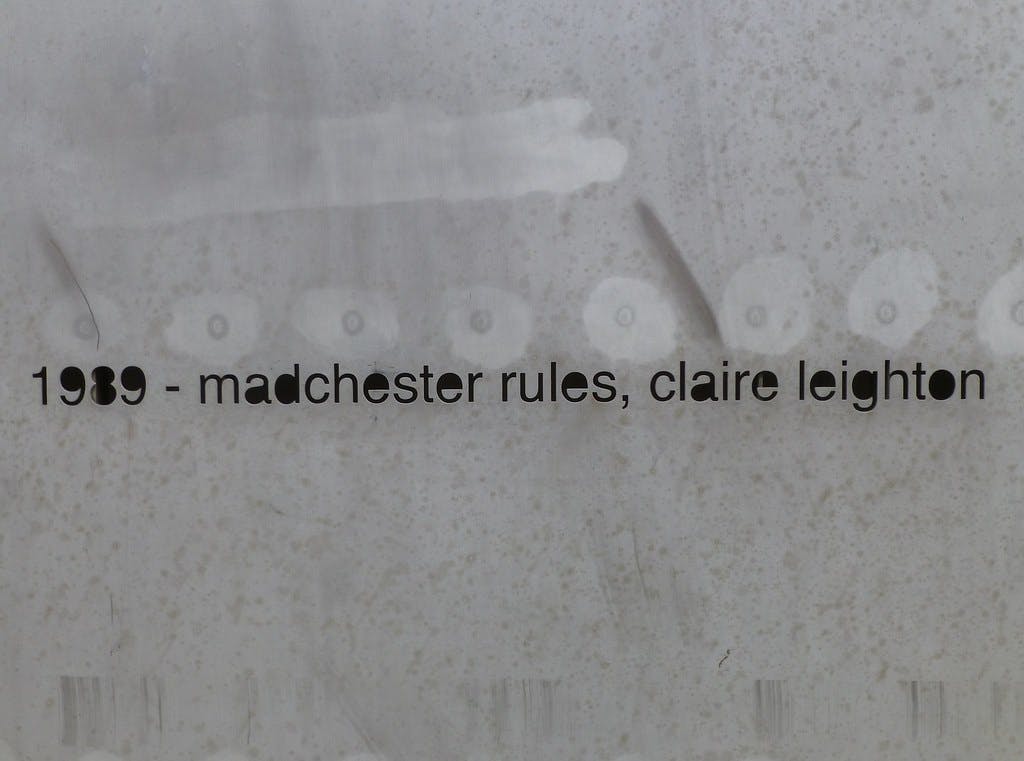 1989 - madchester rules, claire leighton